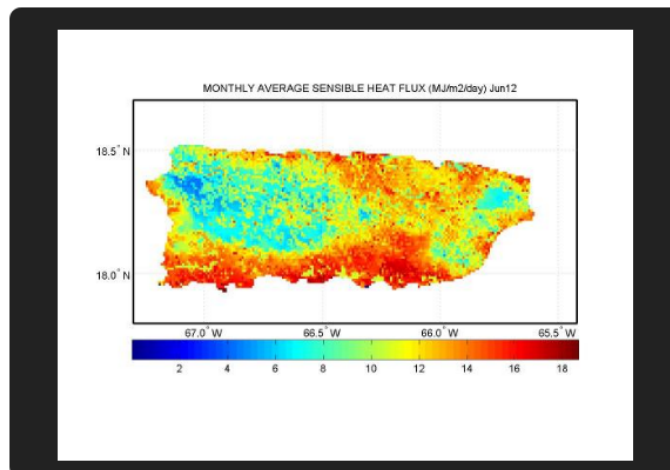 MONTHLY AVERAGE SENSIBLE HEAT FLUX (MJ/m2/day) Jun12
18.5° N
18.0° N
67.0° W 66.5° W 66.0° W 65.5° W
2 4 6 8 10 12 14 16 18